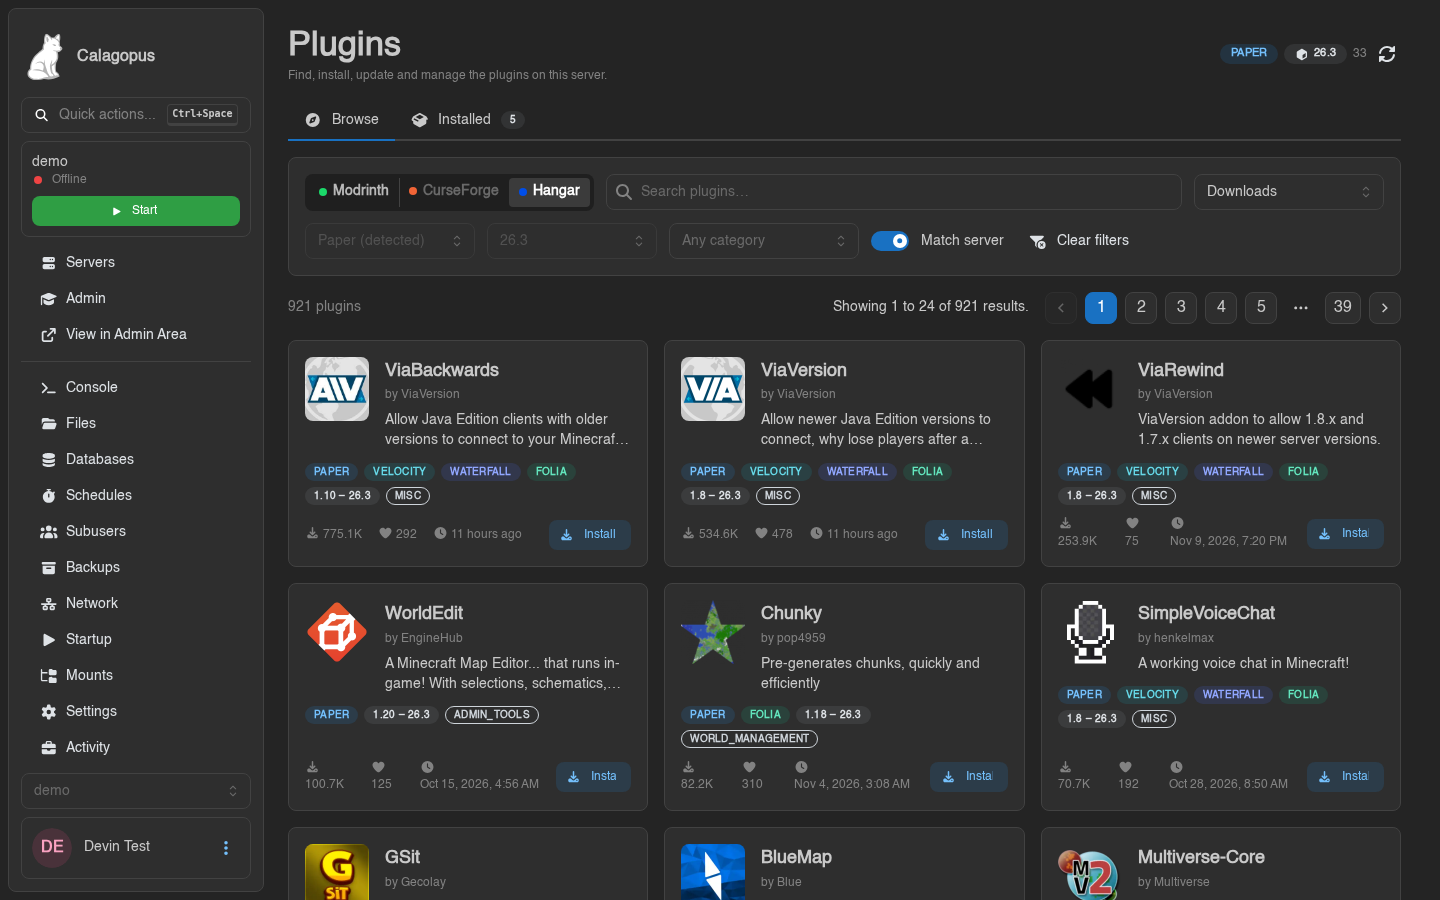 Calagopus
Quick actions... Ctrl+Space
demo
Offline
Start
Servers
Admin
View in Admin Area
Console
Files
Databases
Schedules
Subusers
Backups
Network
Startup
Mounts
Settings
Activity
demo
DE Devin Test
Plugins
Find, install, update and manage the plugins on this server.
PAPER 26.3 33
Browse Installed 5
Modrinth CurseForge Hangar Search plugins... Downloads
Paper (detected) 26.3 Any category Match server Clear filters
921 plugins Showing 1 to 24 of 921 results. 1 2 3 4 5 ... 39
ViaBackwards
by ViaVersion
Allow Java Edition clients with older
versions to connect to your Minecraf...
PAPER VELOCITY WATERFALL FOLIA
1.10 – 26.3 MISC
775.1K 292 11 hours ago Install
VIA
ViaVersion
by ViaVersion
Allow newer Java Edition versions to
connect, why lose players after a...
PAPER VELOCITY WATERFALL FOLIA
1.8 – 26.3 MISC
534.6K 478 11 hours ago Install
ViaRewind
by ViaVersion
ViaVersion addon to allow 1.8.x and
1.7.x clients on newer server versions.
PAPER VELOCITY WATERFALL FOLIA
1.8 – 26.3 MISC
253.9K 75 Nov 9, 2026, 7:20 PM Instal
WorldEdit
by EngineHub
A Minecraft Map Editor... that runs in-
game! With selections, schematics,...
PAPER 1.20 – 26.3 ADMIN_TOOLS
100.7K 125 Oct 15, 2026, 4:56 AM Insta
Chunky
by pop4959
Pre-generates chunks, quickly and
efficiently
PAPER FOLIA 1.18 – 26.3
WORLD_MANAGEMENT
82.2K 310 Nov 4, 2026, 3:08 AM Instal
SimpleVoiceChat
by henkelmax
A working voice chat in Minecraft!
PAPER VELOCITY WATERFALL FOLIA
1.8 – 26.3 MISC
70.7K 192 Oct 28, 2026, 8:50 AM Instal
G
SiT
GSit
by Gecolay
BlueMap
by Blue
MV2
Multiverse-Core
by Multiverse